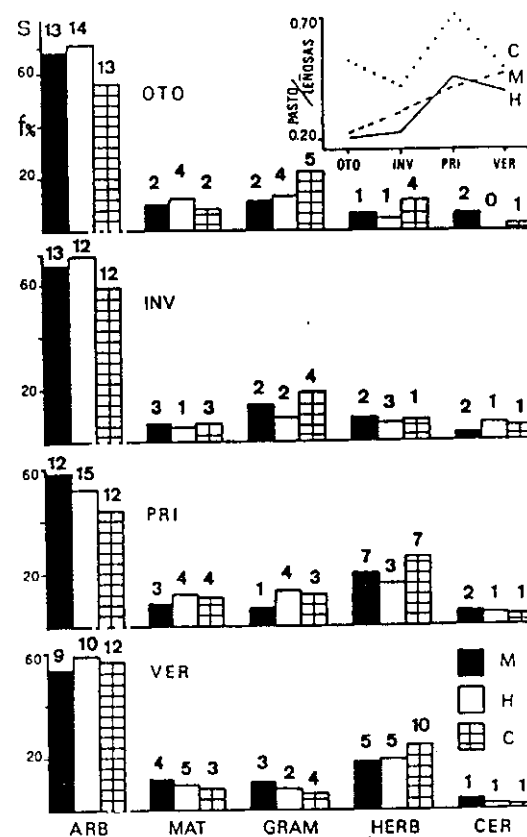 S 13 14 13
60
f%
20
OTO
2 4 2
2 4 5
1 1 4
2 0 1
0,70
PASTO/LEÑOSAS
0.20
OTO INV PRI VER
C
M
H
13 12 12
60
20
INV
3 1 3
2 2 4
2 3 1
2 1 1
12 15 12
60
20
PRI
3 4 4
1 4 3
7 3 7
2 1 1
9 10 12
60
20
VER
4 5 3
3 2 4
5 5 10
1 1 1
M
H
C
ARB MAT GRAM HERB CER